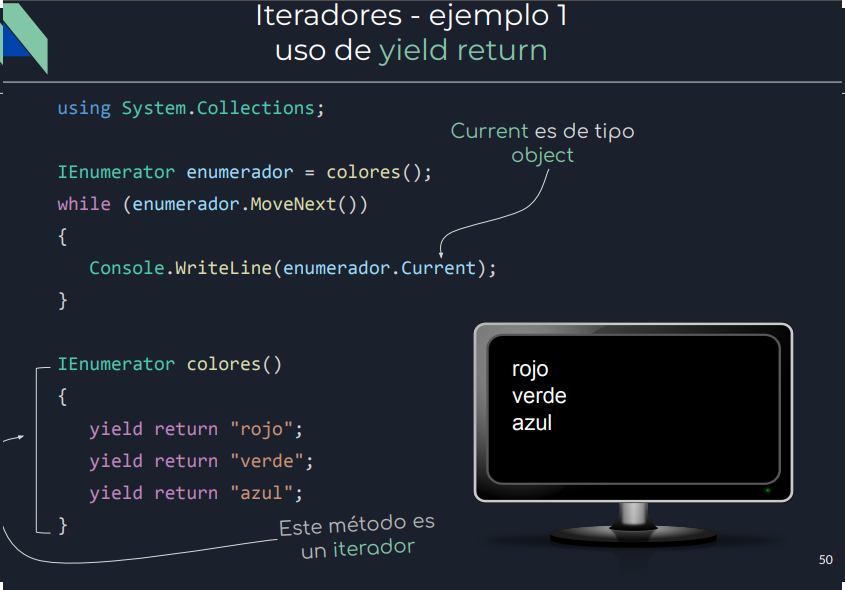 Iteradores - ejemplo 1
uso de yield return
using System.Collections;
Current es de tipo
object
IEnumerator enumerador = colores();
while (enumerador.MoveNext())
{
Console.WriteLine(enumerador.Current);
}
IEnumerator colores()
{
yield return "rojo";
yield return "verde";
yield return "azul";
}
Este método es
un iterador
rojo
verde
azul
50